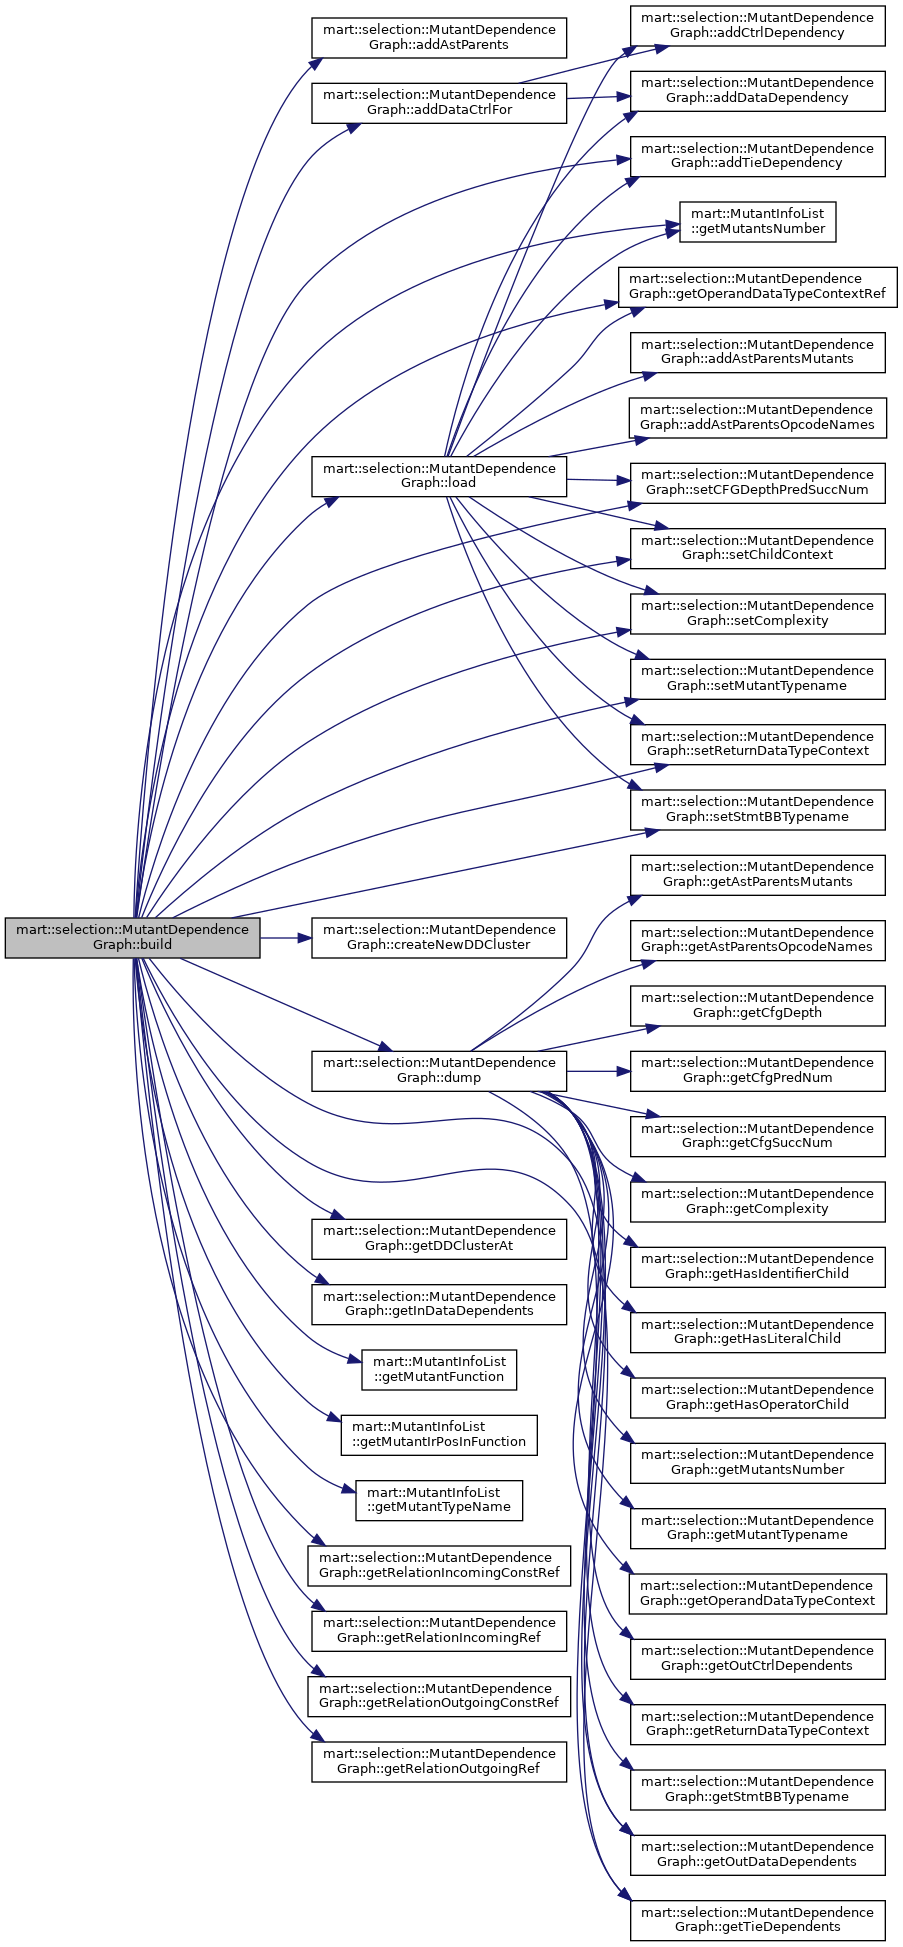 mart::selection::MutantDependence
Graph::build
mart::selection::MutantDependence
Graph::addAstParents
mart::selection::MutantDependence
Graph::addDataCtrlFor
mart::selection::MutantDependence
Graph::load
mart::selection::MutantDependence
Graph::createNewDDCluster
mart::selection::MutantDependence
Graph::dump
mart::selection::MutantDependence
Graph::getDDClusterAt
mart::selection::MutantDependence
Graph::getInDataDependents
mart::MutantInfoList
::getMutantFunction
mart::MutantInfoList
::getMutantIrPosInFunction
mart::MutantInfoList
::getMutantTypeName
mart::selection::MutantDependence
Graph::getRelationIncomingConstRef
mart::selection::MutantDependence
Graph::getRelationIncomingRef
mart::selection::MutantDependence
Graph::getRelationOutgoingConstRef
mart::selection::MutantDependence
Graph::getRelationOutgoingRef
mart::selection::MutantDependence
Graph::addCtrlDependency
mart::selection::MutantDependence
Graph::addDataDependency
mart::selection::MutantDependence
Graph::addTieDependency
mart::MutantInfoList
::getMutantsNumber
mart::selection::MutantDependence
Graph::getOperandDataTypeContextRef
mart::selection::MutantDependence
Graph::addAstParentsMutants
mart::selection::MutantDependence
Graph::addAstParentsOpcodeNames
mart::selection::MutantDependence
Graph::setCFGDepthPredSuccNum
mart::selection::MutantDependence
Graph::setChildContext
mart::selection::MutantDependence
Graph::setComplexity
mart::selection::MutantDependence
Graph::setMutantTypename
mart::selection::MutantDependence
Graph::setReturnDataTypeContext
mart::selection::MutantDependence
Graph::setStmtBBTypename
mart::selection::MutantDependence
Graph::getAstParentsMutants
mart::selection::MutantDependence
Graph::getAstParentsOpcodeNames
mart::selection::MutantDependence
Graph::getCfgDepth
mart::selection::MutantDependence
Graph::getCfgPredNum
mart::selection::MutantDependence
Graph::getCfgSuccNum
mart::selection::MutantDependence
Graph::getComplexity
mart::selection::MutantDependence
Graph::getHasIdentifierChild
mart::selection::MutantDependence
Graph::getHasLiteralChild
mart::selection::MutantDependence
Graph::getHasOperatorChild
mart::selection::MutantDependence
Graph::getMutantsNumber
mart::selection::MutantDependence
Graph::getMutantTypename
mart::selection::MutantDependence
Graph::getOperandDataTypeContext
mart::selection::MutantDependence
Graph::getOutCtrlDependents
mart::selection::MutantDependence
Graph::getReturnDataTypeContext
mart::selection::MutantDependence
Graph::getStmtBBTypename
mart::selection::MutantDependence
Graph::getOutDataDependents
mart::selection::MutantDependence
Graph::getTieDependents